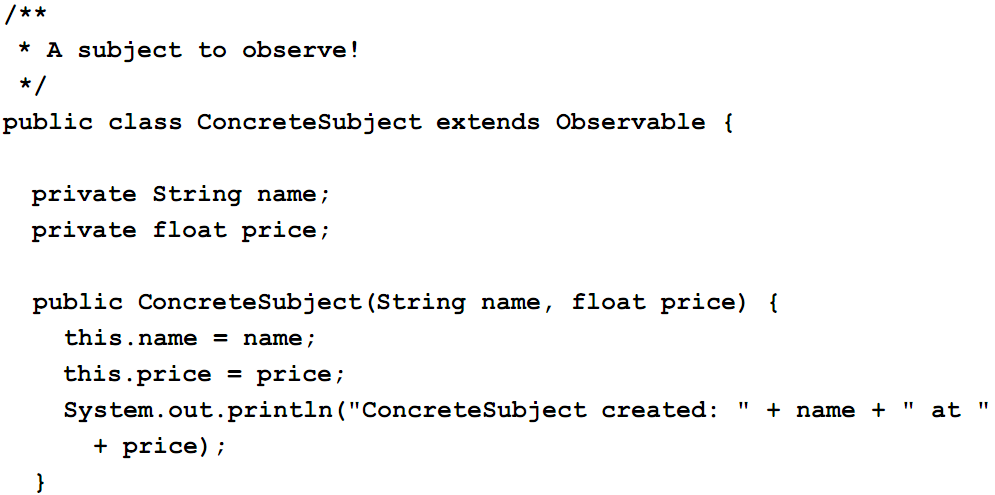 /**
 * A subject to observe!
 */
public class ConcreteSubject extends Observable {
  private String name;
  private float price;
  public ConcreteSubject(String name, float price) {
    this.name = name;
    this.price = price;
    System.out.println("ConcreteSubject created: " + name + " at "
      + price);
  }